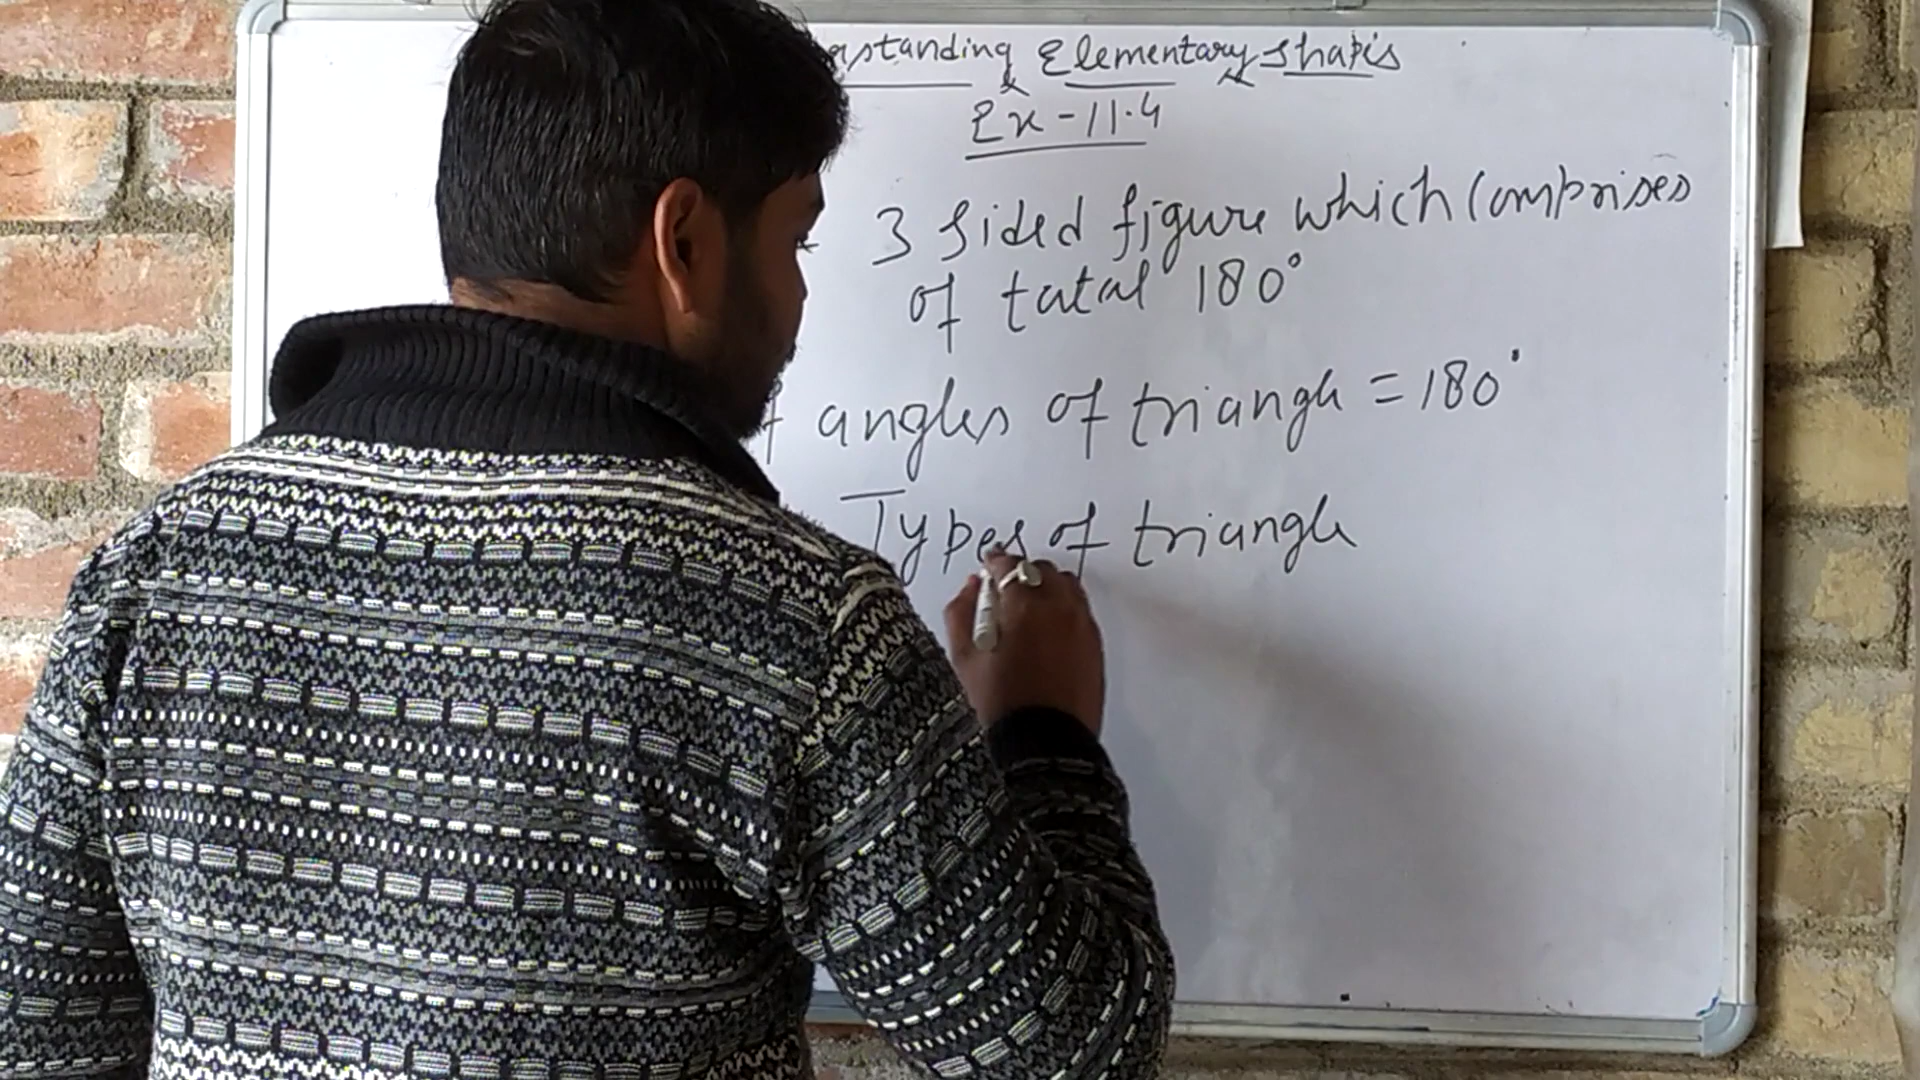 erstanding Elementary Shapes
Ex-11.4
3 sided figure which comprises
of total 180°
f angles of triangle = 180°
Types of triangle